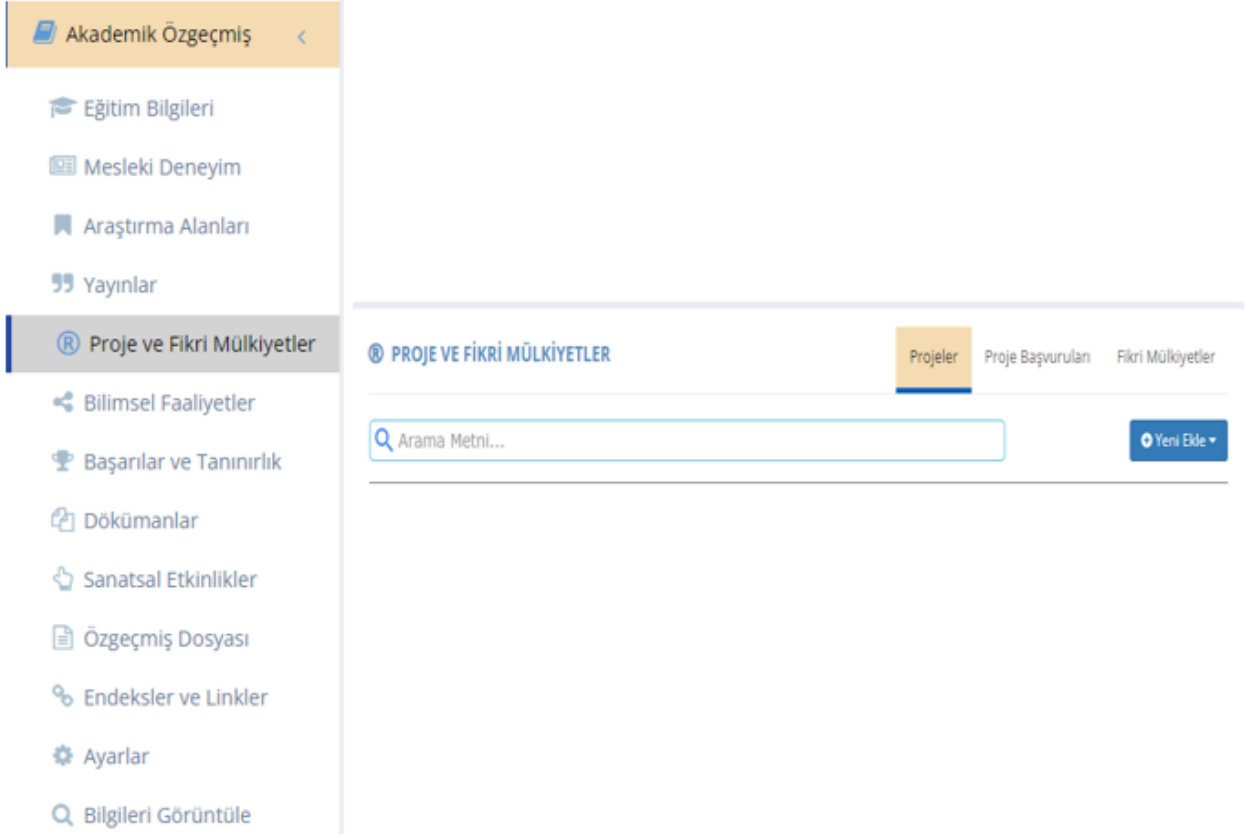 Akademik Özgeçmiş
Eğitim Bilgileri
Mesleki Deneyim
Araştırma Alanları
Yayınlar
® Proje ve Fikri Mülkiyetler
Bilimsel Faaliyetler
Başarılar ve Tanınırlık
Dökümanlar
Sanatsal Etkinlikler
Özgeçmiş Dosyası
Endeksler ve Linkler
Ayarlar
Bilgileri Görüntüle
® PROJE VE FİKRİ MÜLKİYETLER
Projeler Proje Başvuruları Fikri Mülkiyetler
Arama Metni...
Yeni Ekle